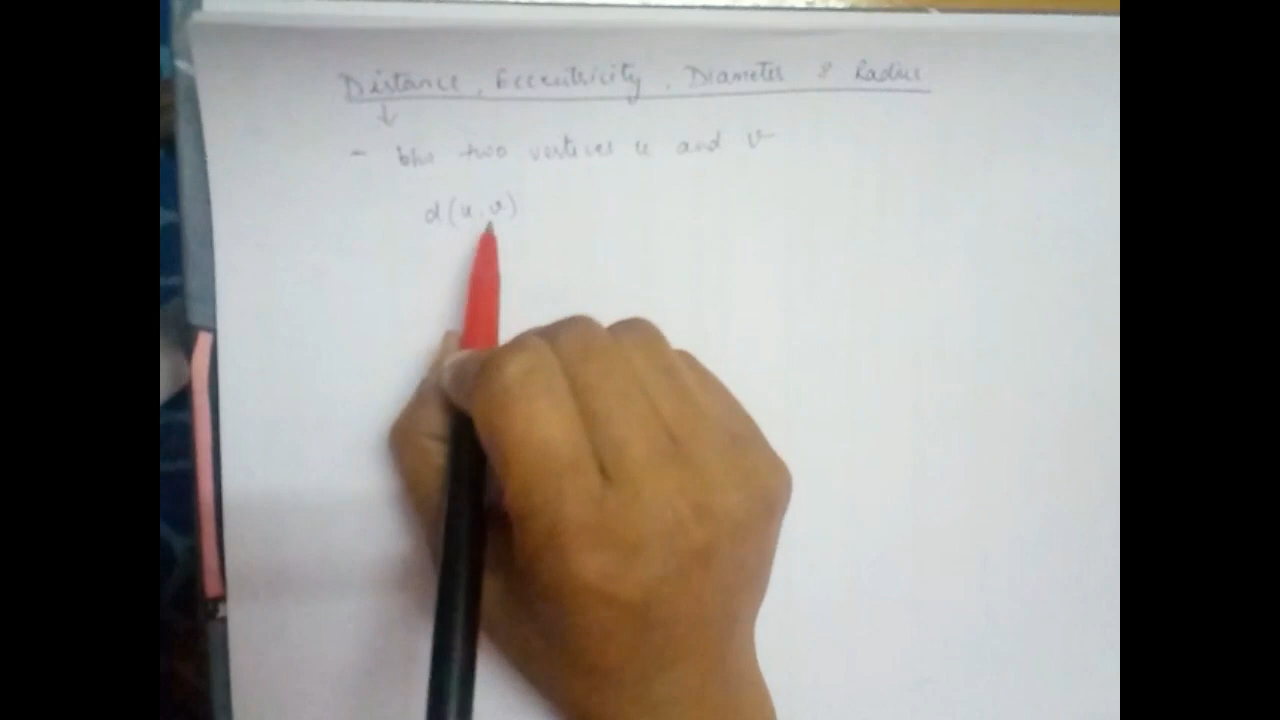 Distance, Eccentricity, Diameter & Radius
- b/w two vertices u and v
d(u,v)